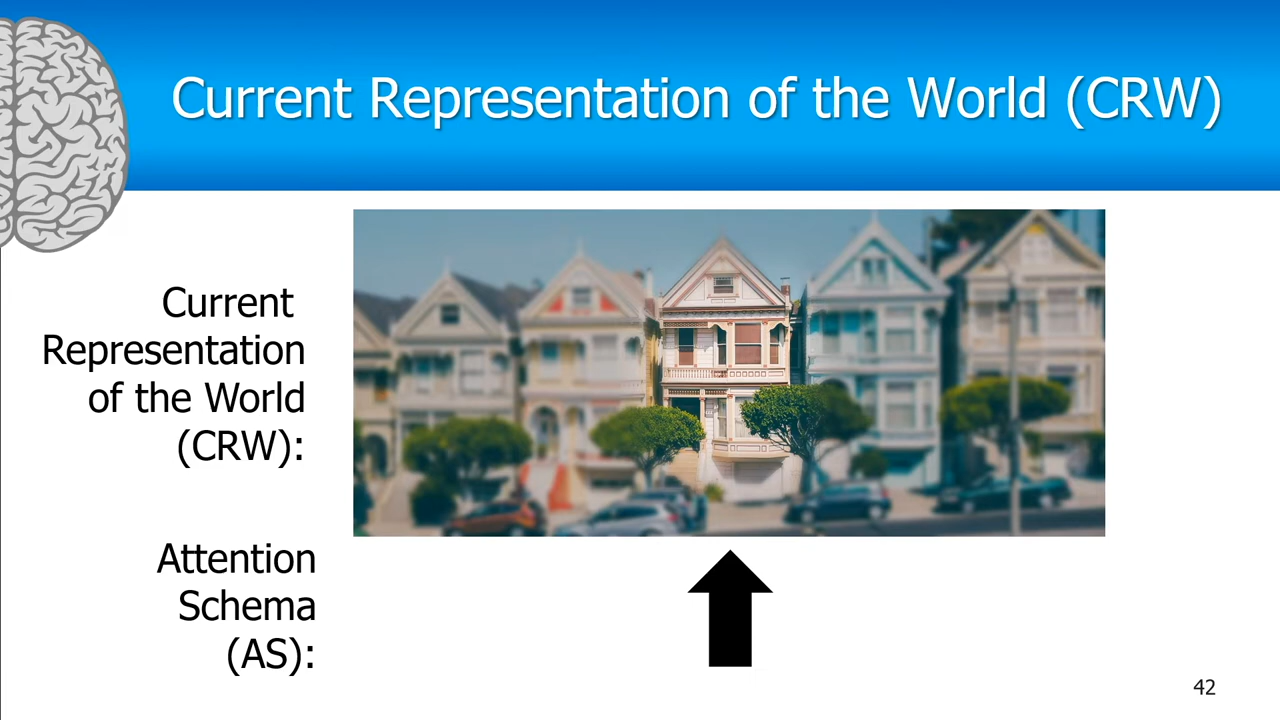 Current Representation of the World (CRW)
Current
Representation
of the World
(CRW):
Attention
Schema
(AS):
42